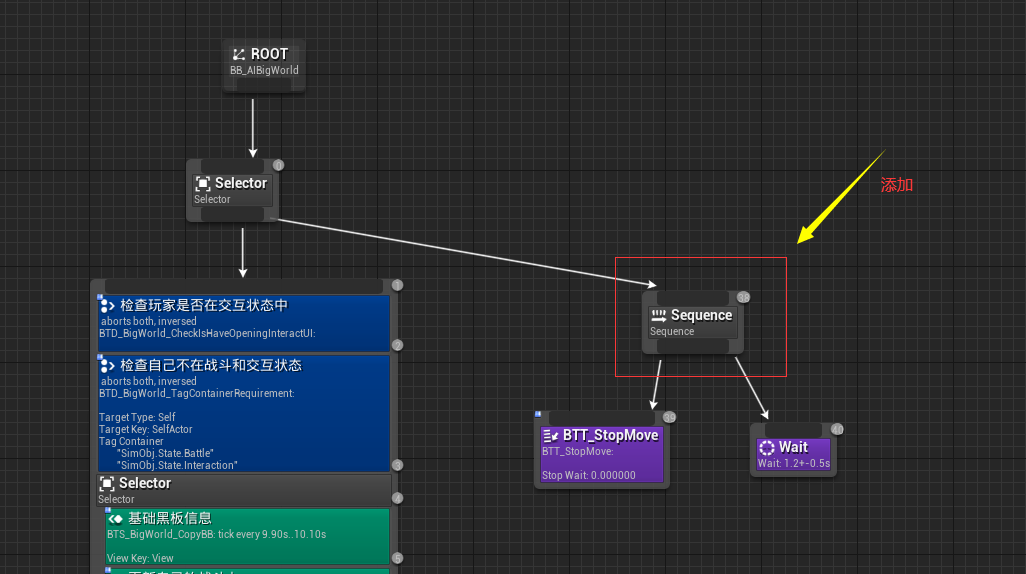 ROOT
BB_AIBigWorld
0
Selector
Selector
添加
1
检查玩家是否在交互状态中
aborts both, inversed
BTD_BigWorld_CheckIsHaveOpeningInteractUI:
2
检查自己不在战斗和交互状态
aborts both, inversed
BTD_BigWorld_TagContainerRequirement:
Target Type: Self
Target Key: SelfActor
Tag Container
"SimObj.State.Battle"
"SimObj.State.Interaction"
3
Selector
Selector
4
基础黑板信息
BTS_BigWorld_CopyBB: tick every 9.90s..10.10s
View Key: View
5
38
Sequence
Sequence
39
BTT_StopMove
BTT_StopMove:
Stop Wait: 0.000000
40
Wait
Wait: 1.2+-0.5s